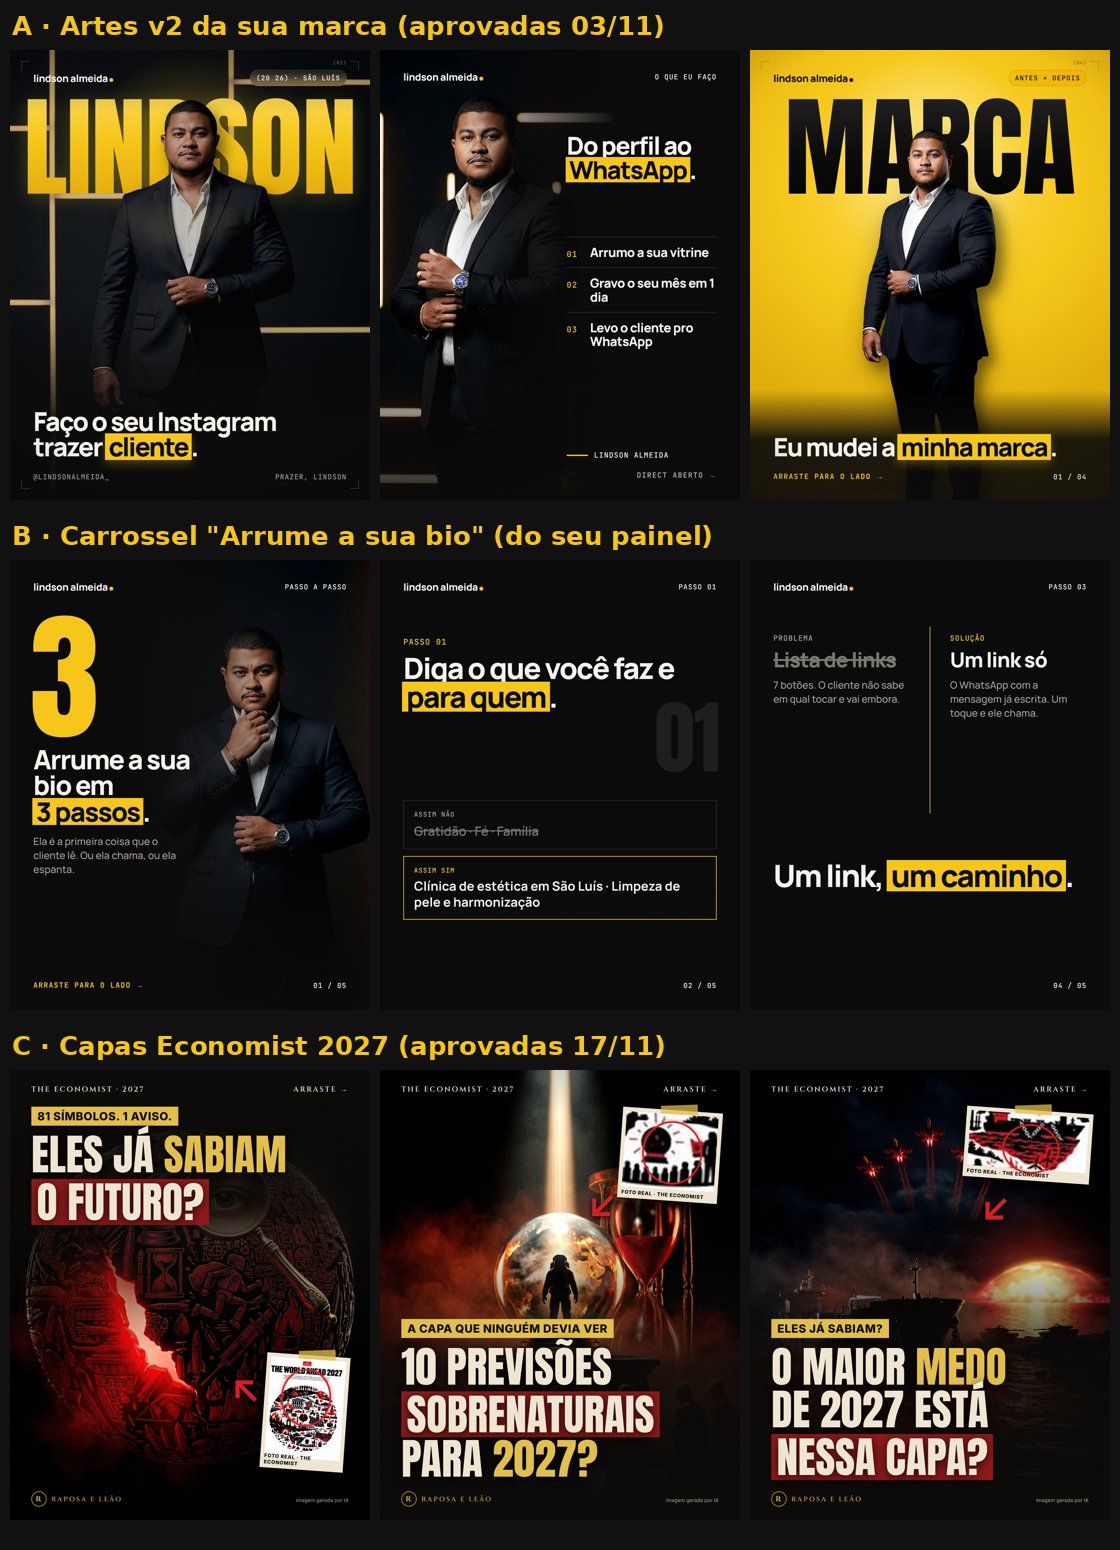 A · Artes v2 da sua marca (aprovadas 03/11)
(01)
lindson almeida.
(20 26) · SÃO LUÍS
LINDSON
Faço o seu Instagram
trazer cliente.
@LINDSONALMEIDA_
PRAZER, LINDSON
lindson almeida.
O QUE EU FAÇO
Do perfil ao
WhatsApp.
01 Arrumo a sua vitrine
02 Gravo o seu mês em 1
dia
03 Levo o cliente pro
WhatsApp
LINDSON ALMEIDA
DIRECT ABERTO →
lindson almeida.
ANTES × DEPOIS
MARCA
Eu mudei a minha marca.
ARRASTE PARA O LADO →
01 / 04
B · Carrossel "Arrume a sua bio" (do seu painel)
lindson almeida.
PASSO A PASSO
3
Arrume a sua
bio em
3 passos.
Ela é a primeira coisa que o
cliente lê. Ou ela chama, ou ela
espanta.
ARRASTE PARA O LADO →
01 / 05
lindson almeida.
PASSO 01
PASSO 01
Diga o que você faz e
para quem.
01
ASSIM NÃO
Gratidão · Fé · Família
ASSIM SIM
Clínica de estética em São Luís · Limpeza de
pele e harmonização
02 / 05
lindson almeida.
PASSO 03
PROBLEMA
Lista de links
7 botões. O cliente não sabe
em qual tocar e vai embora.
SOLUÇÃO
Um link só
O WhatsApp com a
mensagem já escrita. Um
toque e ele chama.
Um link, um caminho.
04 / 05
C · Capas Economist 2027 (aprovadas 17/11)
THE ECONOMIST · 2027
ARRASTE →
81 SÍMBOLOS. 1 AVISO.
ELES JÁ SABIAM
O FUTURO?
THE WORLD AHEAD 2027
FOTO REAL · THE
ECONOMIST
R RAPOSA E LEÃO
imagem gerada por IA
THE ECONOMIST · 2027
ARRASTE →
FOTO REAL · THE ECONOMIST
A CAPA QUE NINGUÉM DEVIA VER
10 PREVISÕES
SOBRENATURAIS
PARA 2027?
R RAPOSA E LEÃO
imagem gerada por IA
THE ECONOMIST · 2027
ARRASTE →
FOTO REAL · THE ECONOMIST
ELES JÁ SABIAM?
O MAIOR MEDO
DE 2027 ESTÁ
NESSA CAPA?
R RAPOSA E LEÃO
imagem gerada por IA